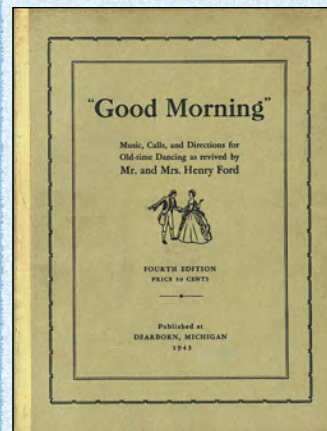 "Good Morning"
Music, Calls, and Directions for
Old-time Dancing as revived by
Mr. and Mrs. Henry Ford
FOURTH EDITION
PRICE 50 CENTS
Published at
DEARBORN, MICHIGAN
1943